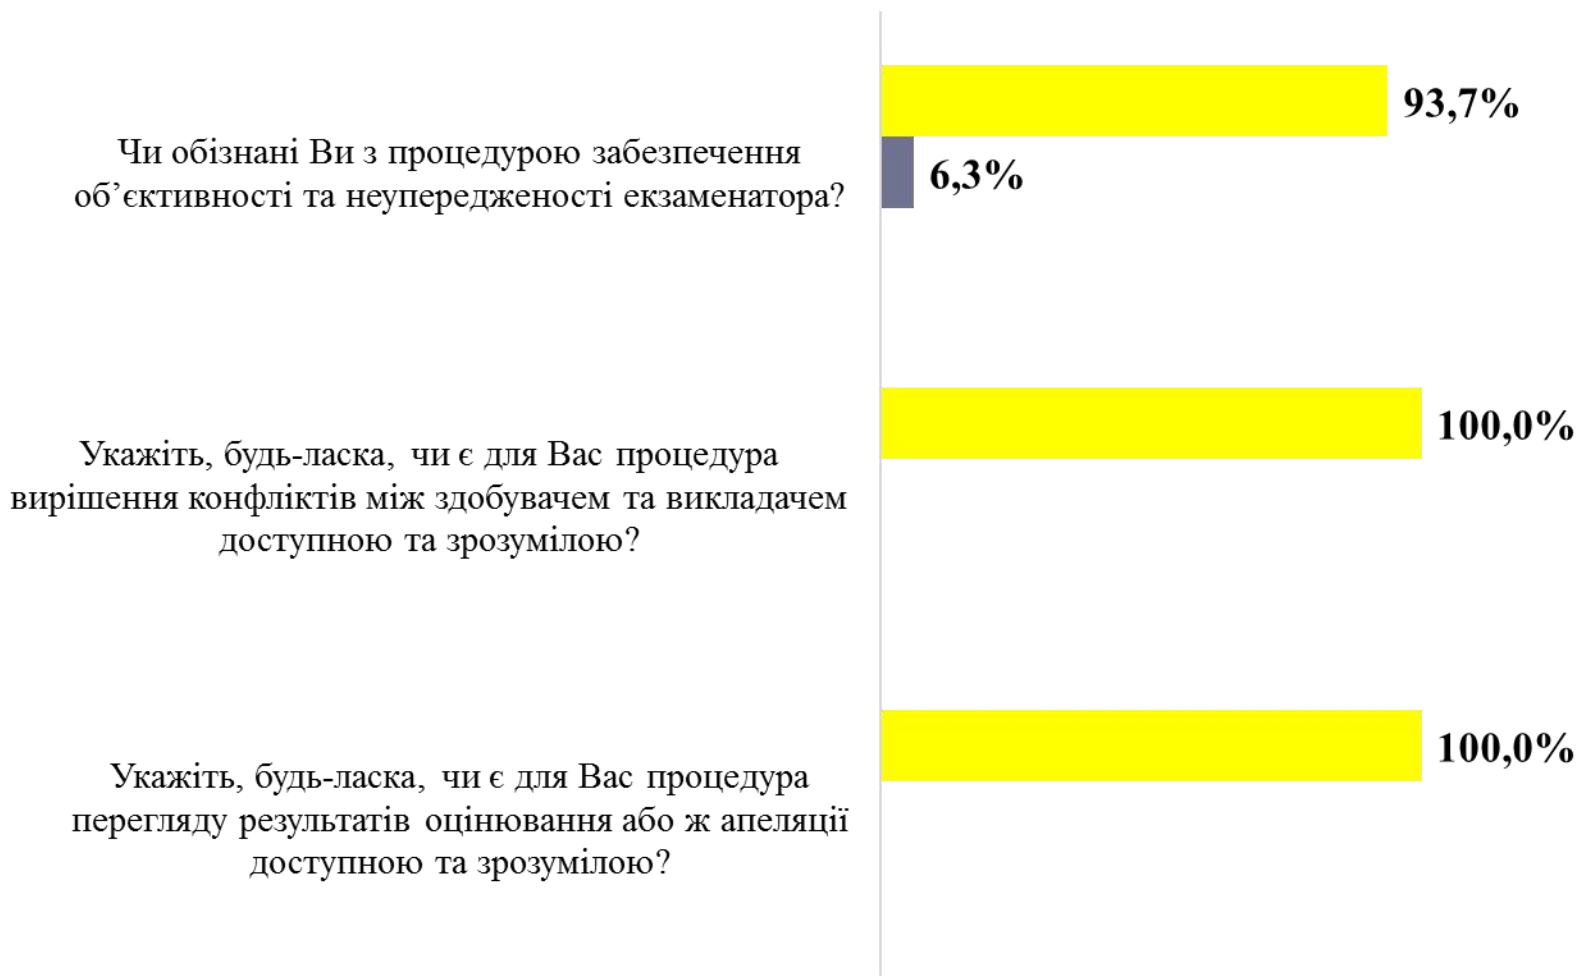 93,7%
Чи обізнані Ви з процедурою забезпечення
об’єктивності та неупередженості екзаменатора?
6,3%
100,0%
Укажіть, будь-ласка, чи є для Вас процедура
вирішення конфліктів між здобувачем та викладачем
доступною та зрозумілою?
100,0%
Укажіть, будь-ласка, чи є для Вас процедура
перегляду результатів оцінювання або ж апеляції
доступною та зрозумілою?